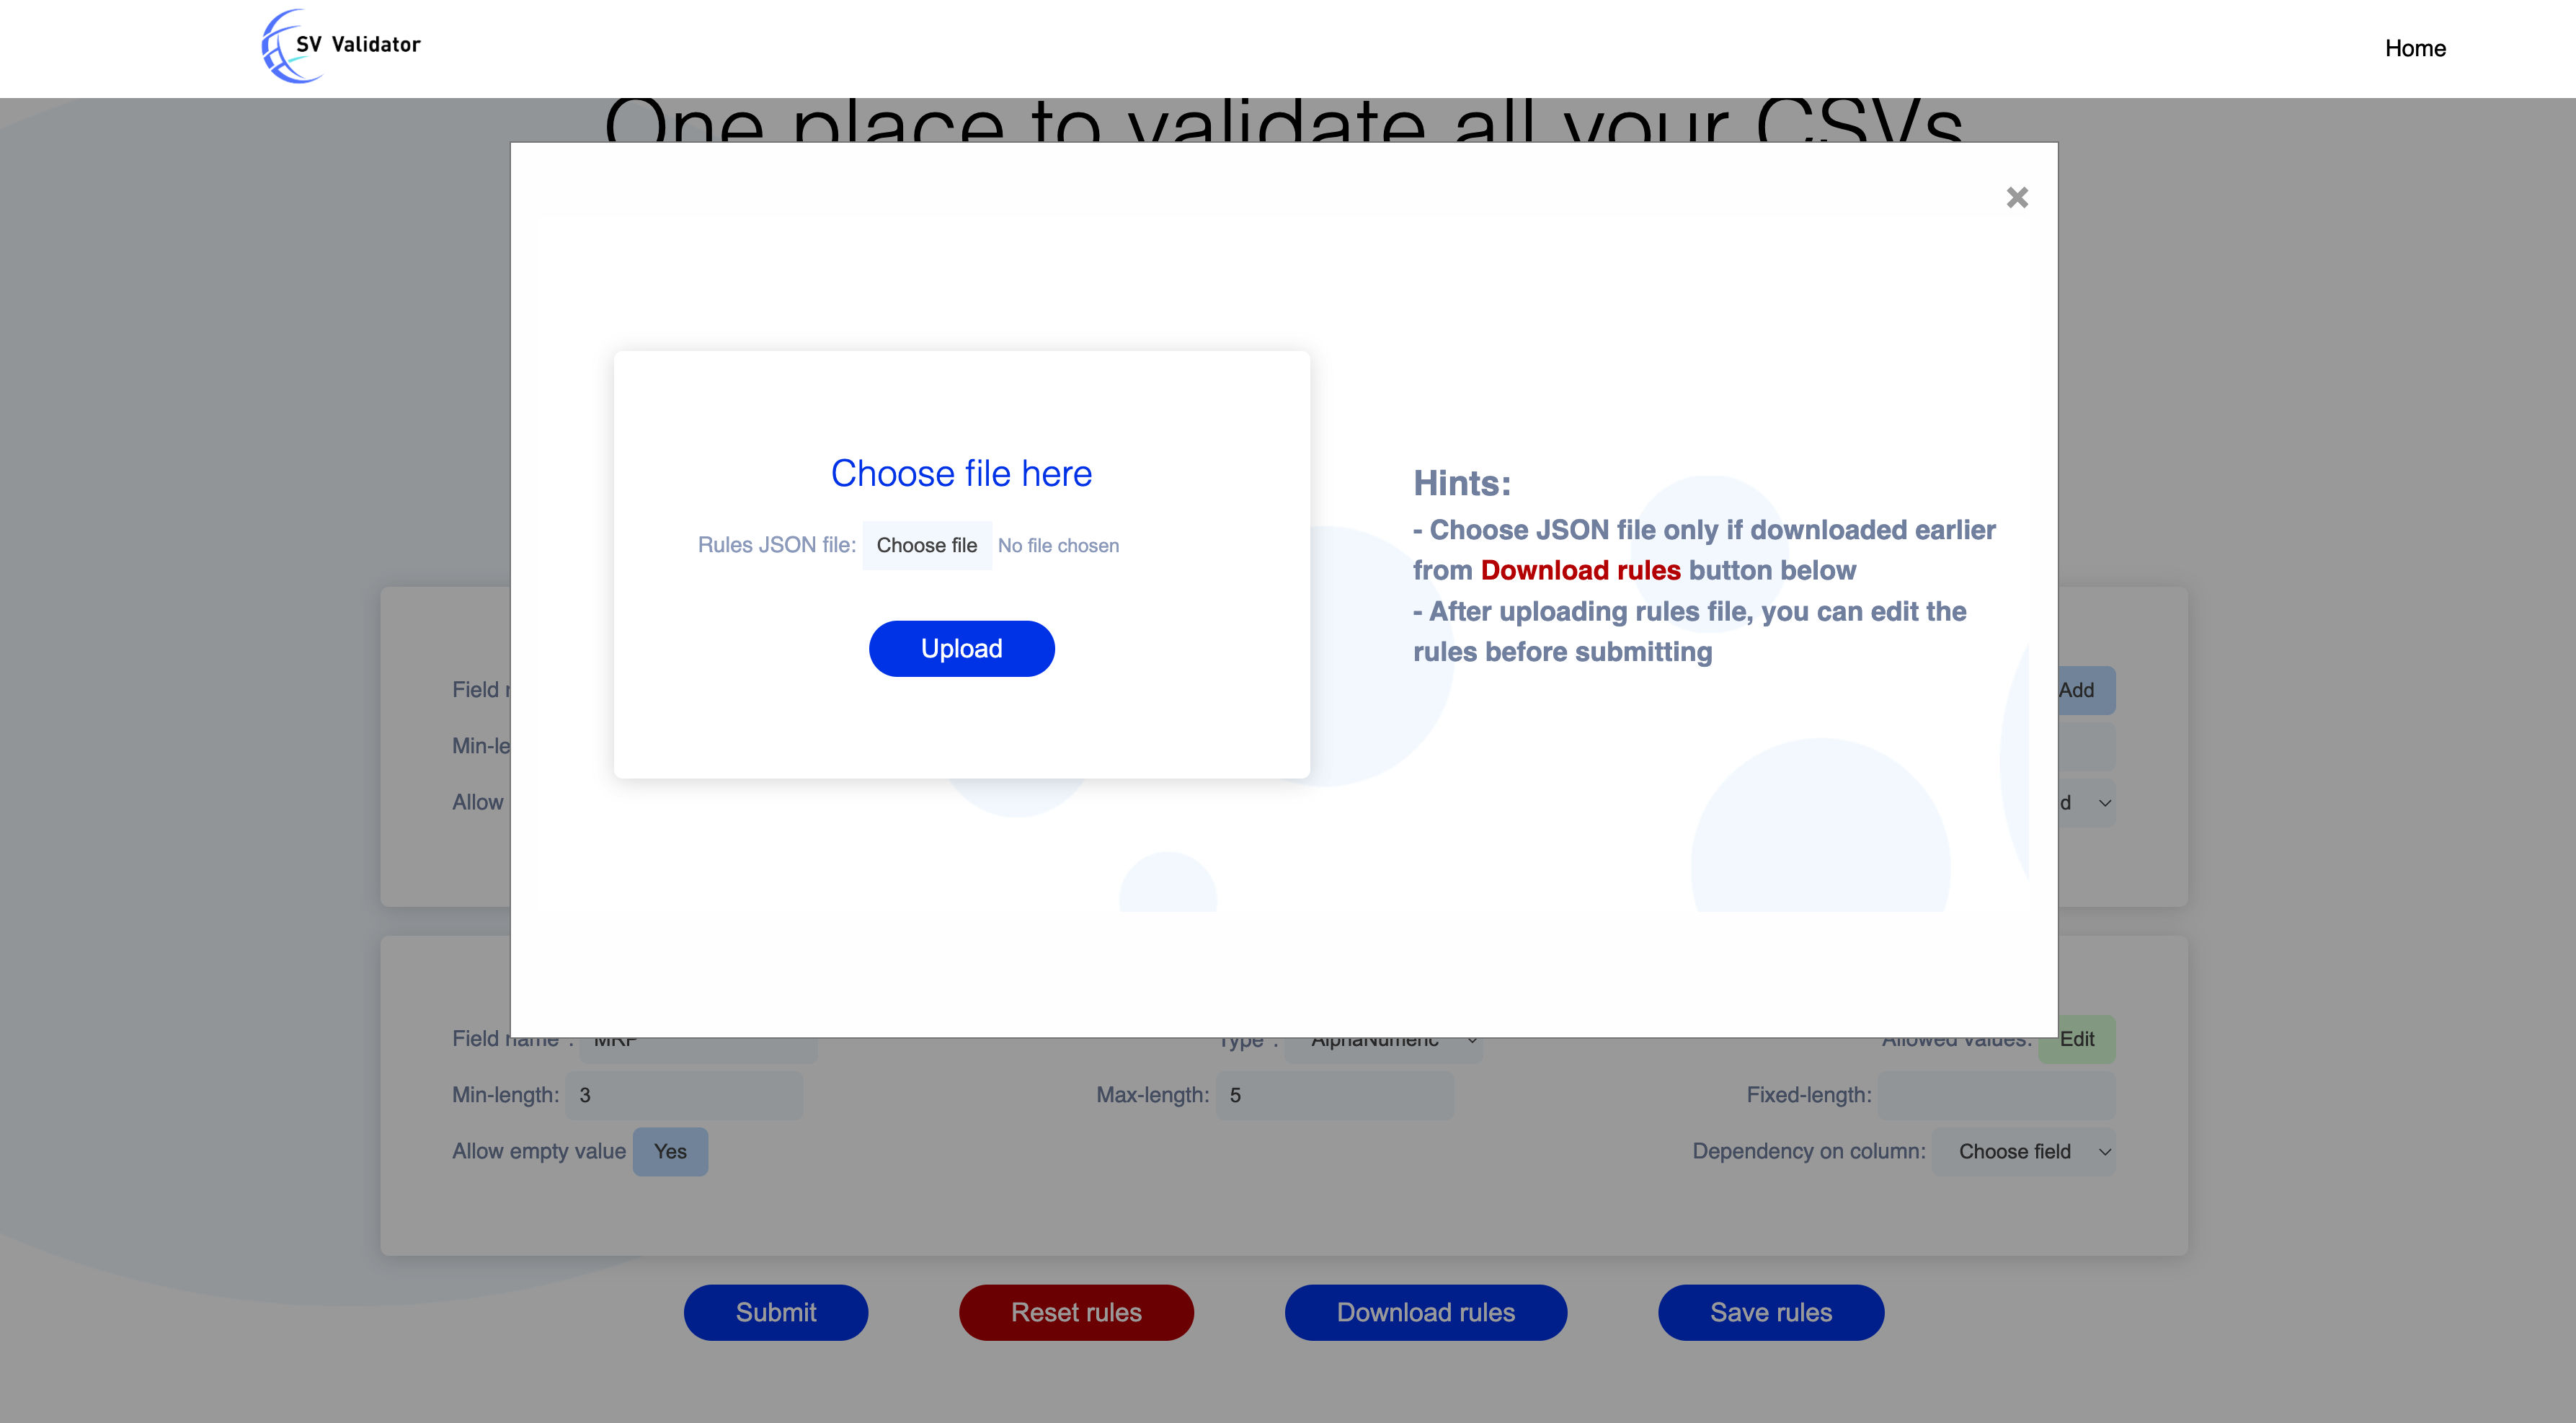 SV Validator
Home
One place to validate all your CSVs
×
Choose file here
Rules JSON file: Choose file No file chosen
Upload
Hints:
- Choose JSON file only if downloaded earlier
from Download rules button below
- After uploading rules file, you can edit the
rules before submitting
Field
Add
Min-le
Allow
d
Field name : MRP Type : AlphaNumeric Allowed values: Edit
Min-length: 3 Max-length: 5 Fixed-length:
Allow empty value Yes Dependency on column: Choose field
Submit Reset rules Download rules Save rules